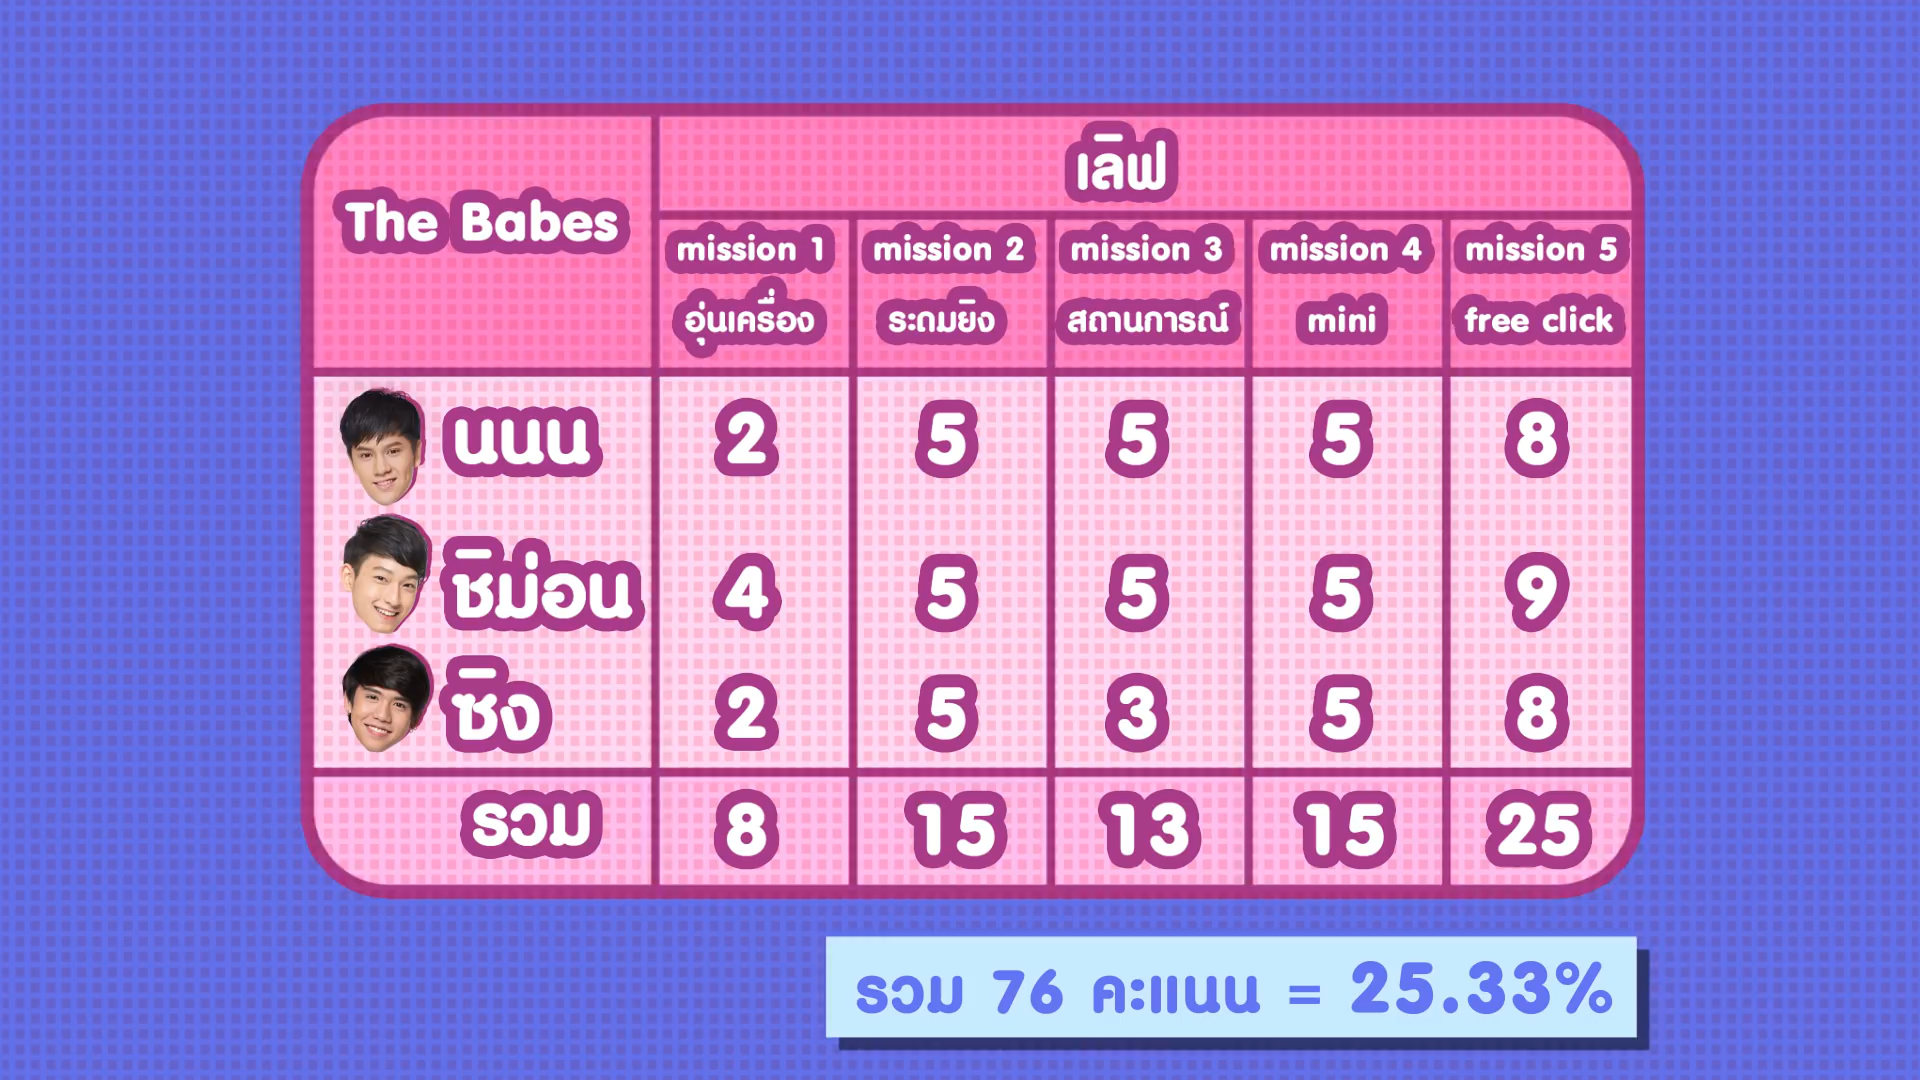 The Babes
เลิฟ
mission 1 mission 2 mission 3 mission 4 mission 5
อุ่นเครื่อง ระดมยิง สถานการณ์ mini free click
นนน 2 5 5 5 8
ชิม่อน 4 5 5 5 9
ซิง 2 5 3 5 8
รวม 8 15 13 15 25
รวม 76 คะแนน = 25.33%